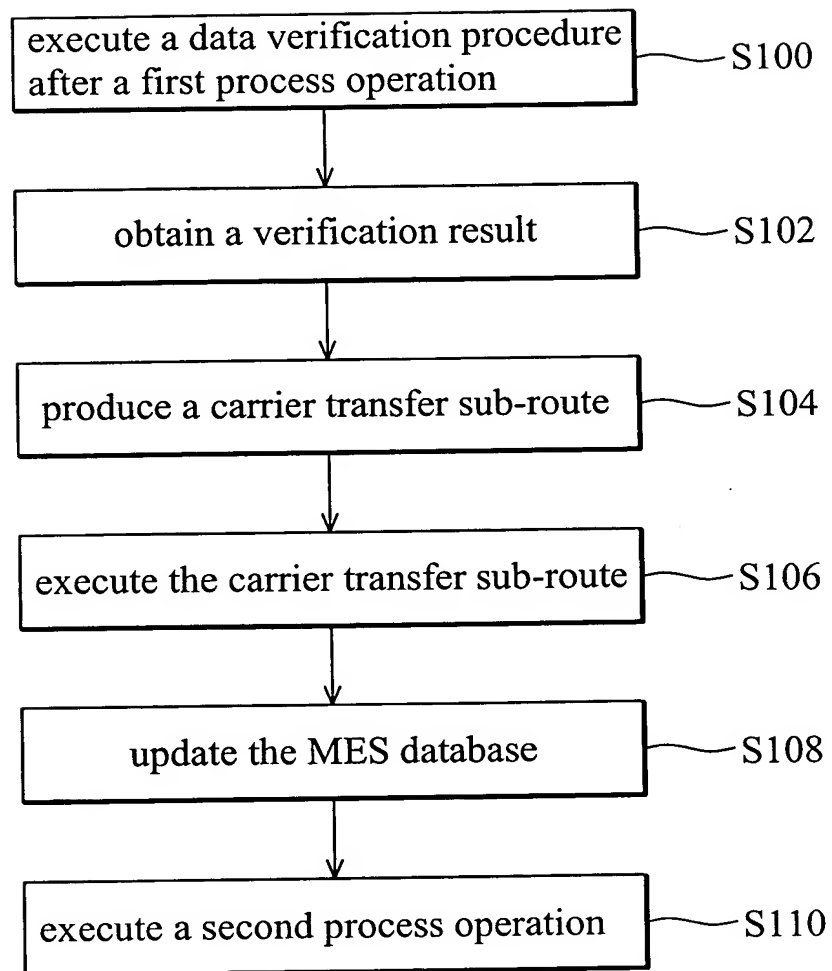 execute a data verification procedure
after a first process operation
S100
obtain a verification result
S102
produce a carrier transfer sub-route
S104
execute the carrier transfer sub-route
S106
update the MES database
S108
execute a second process operation
S110